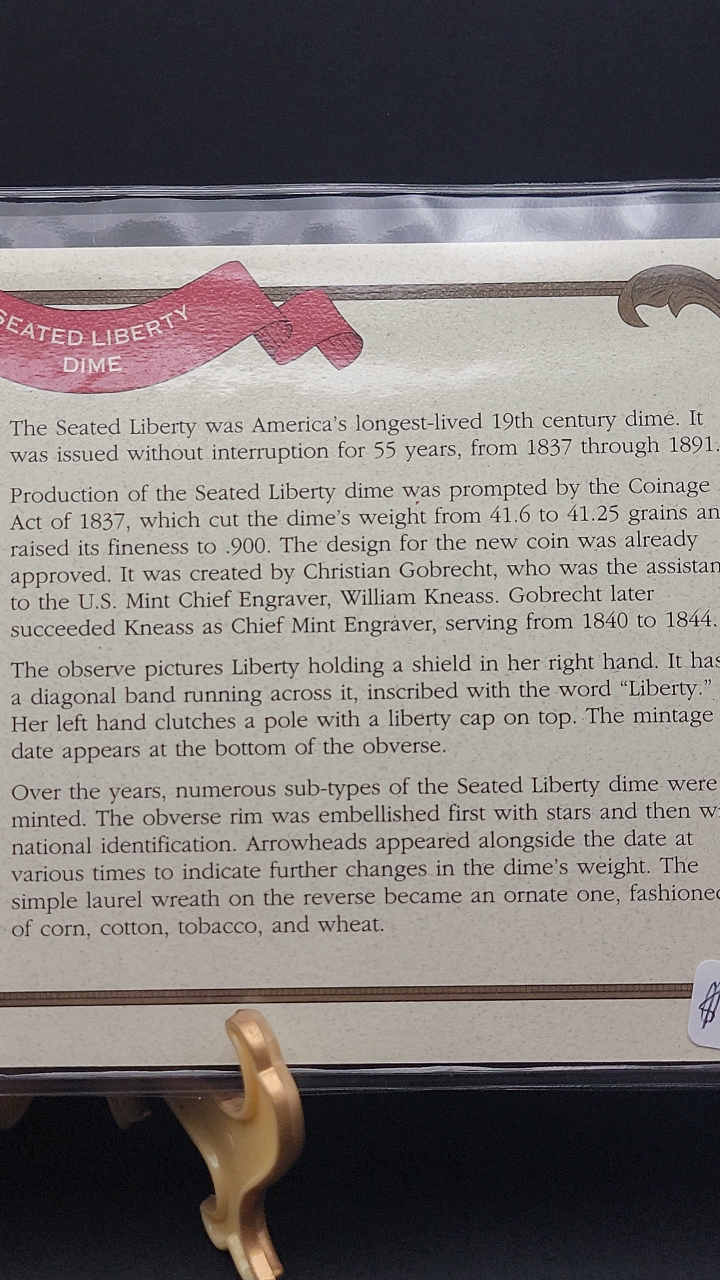 SEATED LIBERTY
DIME
The Seated Liberty was America's longest-lived 19th century dime. It
was issued without interruption for 55 years, from 1837 through 1891.
Production of the Seated Liberty dime was prompted by the Coinage
Act of 1837, which cut the dime's weight from 41.6 to 41.25 grains an
raised its fineness to .900. The design for the new coin was already
approved. It was created by Christian Gobrecht, who was the assistan
to the U.S. Mint Chief Engraver, William Kneass. Gobrecht later
succeeded Kneass as Chief Mint Engraver, serving from 1840 to 1844.
The observe pictures Liberty holding a shield in her right hand. It has
a diagonal band running across it, inscribed with the word “Liberty.”
Her left hand clutches a pole with a liberty cap on top. The mintage
date appears at the bottom of the obverse.
Over the years, numerous sub-types of the Seated Liberty dime were
minted. The obverse rim was embellished first with stars and then w
national identification. Arrowheads appeared alongside the date at
various times to indicate further changes in the dime's weight. The
simple laurel wreath on the reverse became an ornate one, fashioned
of corn, cotton, tobacco, and wheat.
$